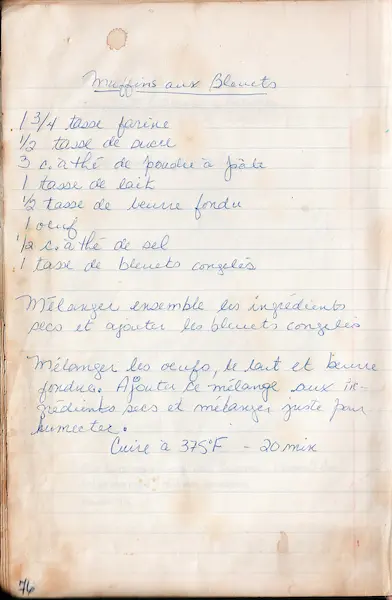 Muffins aux Bleuets
1 3/4 tasse farine
1/2 tasse de sucre
3 c. à thé de poudre à pâte
1 tasse de lait
1/2 tasse de beurre fondu
1 oeuf
1/2 c. à thé de sel
1 tasse de bleuets congelés
Mélanger ensemble les ingrédients
secs et ajouter les bleuets congelés
Mélanger les oeufs, le lait et beurre
fondue. Ajouter ce mélange aux in-
grédients secs et mélanger juste pour
humecter.
Cuire à 375°F - 20 min
76